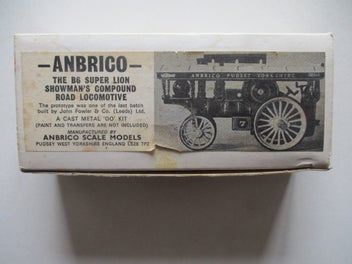 -ANBRICO-
THE B6 SUPER LION
SHOWMAN'S COMPOUND
ROAD LOCOMOTIVE
The prototype was one of the last batch
built by John Fowler & Co. (Leeds) Ltd.
A CAST METAL 'OO' KIT
(PAINT AND TRANSFERS ARE NOT INCLUDED)
MANUFACTURED BY
ANBRICO SCALE MODELS
PUDSEY WEST YORKSHIRE ENGLAND LS28 7PZ
ANBRICO PUDSEY - YORKSHIRE
7